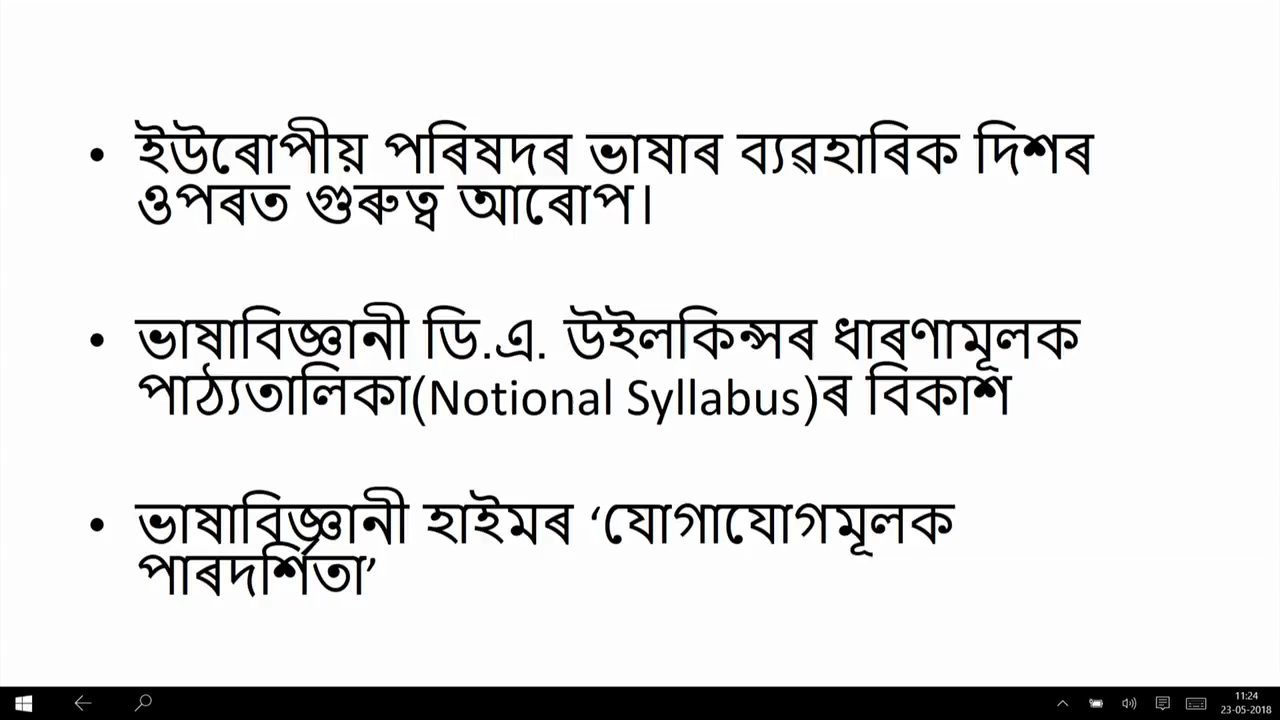 • ইউৰোপীয় পৰিষদৰ ভাষাৰ ব্যৱহাৰিক দিশৰ
ওপৰত গুৰুত্ব আৰোপ।
• ভাষাবিজ্ঞানী ডি.এ. উইলকিন্সৰ ধাৰণামূলক
পাঠ্যতালিকা(Notional Syllabus)ৰ বিকাশ
• ভাষাবিজ্ঞানী হাইমৰ ‘যোগাযোগমূলক
পাৰদৰ্শিতা’
11:24
23-05-2018